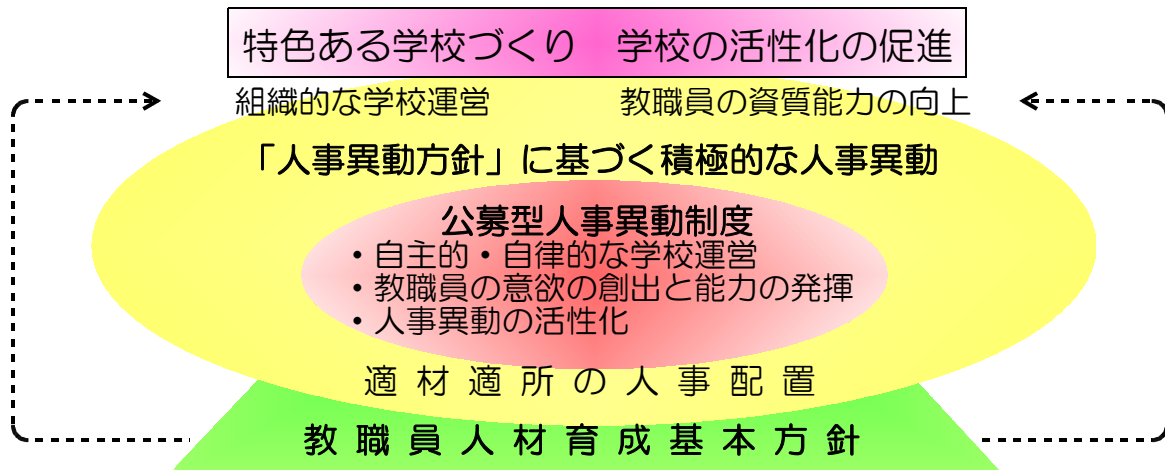 特色ある学校づくり　学校の活性化の促進
組織的な学校運営　教職員の資質能力の向上
「人事異動方針」に基づく積極的な人事異動
公募型人事異動制度
・自主的・自律的な学校運営
・教職員の意欲の創出と能力の発揮
・人事異動の活性化
適材適所の人事配置
教職員人材育成基本方針